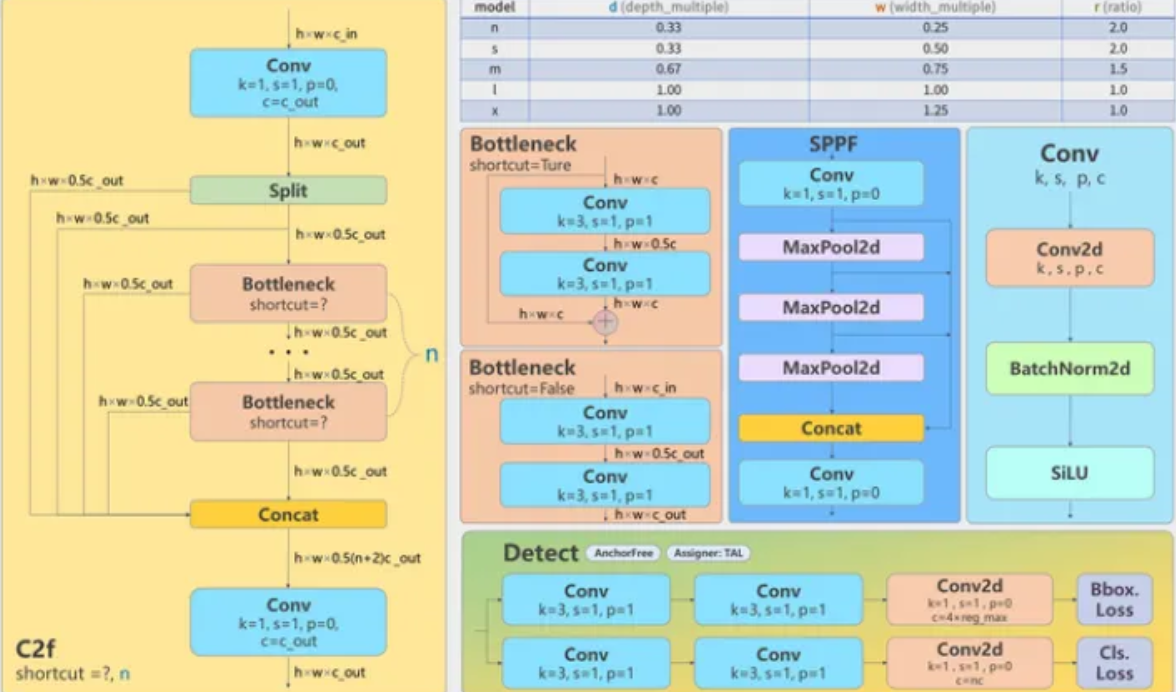 h×w×c_in
Conv
k=1, s=1, p=0,
c=c_out
h×w×c_out
h×w×0.5c_out
Split
h×w×0.5c_out
h×w×0.5c_out
h×w×0.5c_out
Bottleneck
shortcut=?
h×w×0.5c_out
...
n
h×w×0.5c_out
h×w×0.5c_out
Bottleneck
shortcut=?
h×w×0.5c_out
Concat
h×w×0.5(n+2)c_out
Conv
k=1, s=1, p=0,
c=c_out
C2f
shortcut =?, n
h×w×c_out
model d (depth_multiple) w (width_multiple) r (ratio)
n 0.33 0.25 2.0
s 0.33 0.50 2.0
m 0.67 0.75 1.5
l 1.00 1.00 1.0
x 1.00 1.25 1.0
Bottleneck
shortcut=Ture
h×w×c
Conv
k=3, s=1, p=1
h×w×0.5c
Conv
k=3, s=1, p=1
h×w×c
h×w×c
+
Bottleneck
shortcut=False
h×w×c_in
Conv
k=3, s=1, p=1
h×w×0.5c_out
Conv
k=3, s=1, p=1
h×w×c_out
SPPF
Conv
k=1, s=1, p=0
MaxPool2d
MaxPool2d
MaxPool2d
Concat
Conv
k=1, s=1, p=0
Conv
k, s, p, c
Conv2d
k, s, p, c
BatchNorm2d
SiLU
Detect AnchorFree Assigner: TAL
Conv
k=3, s=1, p=1
Conv
k=3, s=1, p=1
Conv2d
k=1, s=1, p=0
c=4×reg_max
Bbox.
Loss
Conv
k=3, s=1, p=1
Conv
k=3, s=1, p=1
Conv2d
k=1, s=1, p=0
c=nc
Cls.
Loss